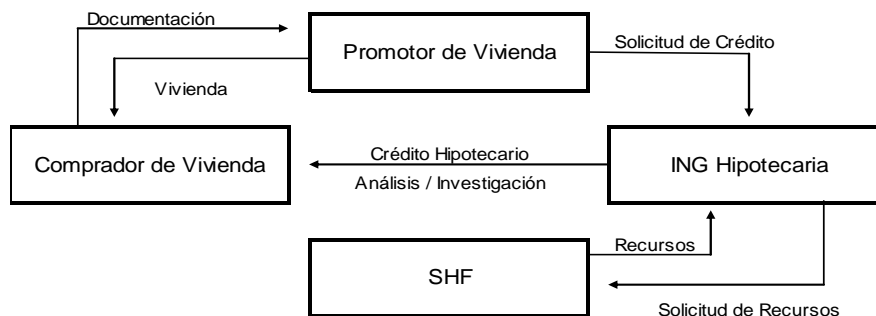 Documentación
Promotor de Vivienda
Solicitud de Crédito
Vivienda
Comprador de Vivienda
Crédito Hipotecario
Análisis / Investigación
ING Hipotecaria
SHF
Recursos
Solicitud de Recursos